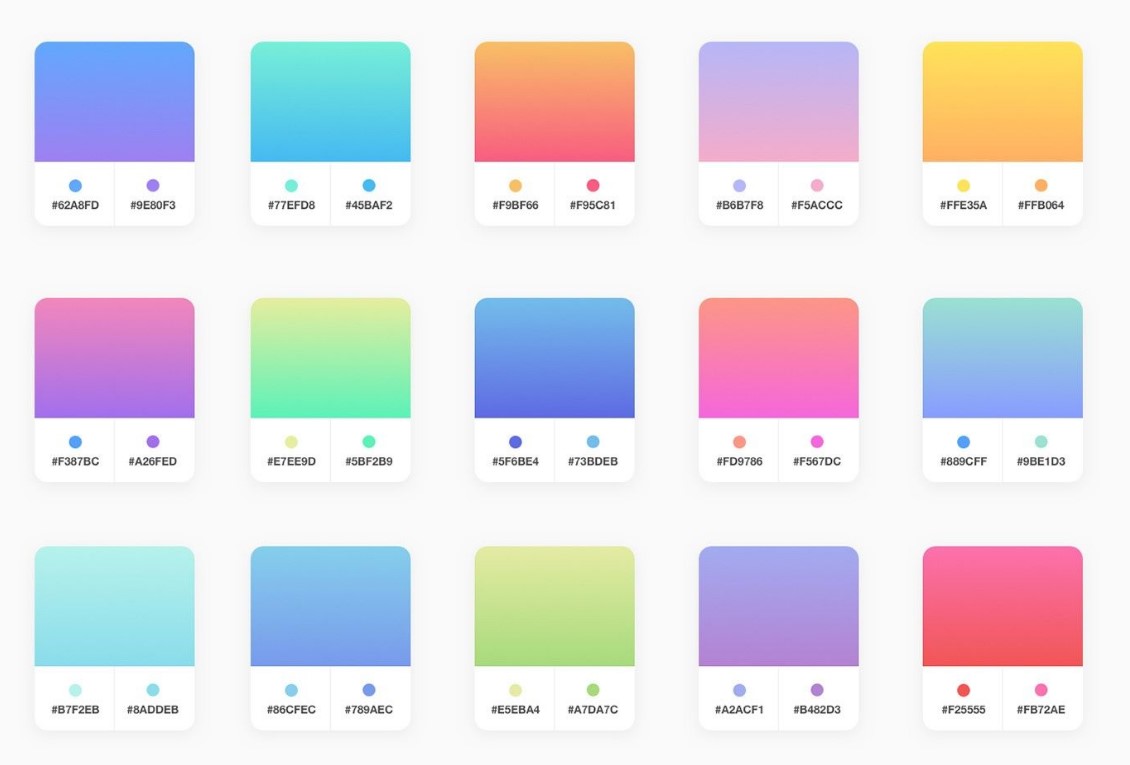 #62A8FD #9E80F3 #77EFD8 #45BAF2 #F9BF66 #F95C81 #B6B7F8 #F5ACCC #FFE35A #FFB064
#F387BC #A26FED #E7EE9D #5BF2B9 #5F6BE4 #73BDEB #FD9786 #F567DC #889CFF #9BE1D3
#B7F2EB #8ADDEB #86CFEC #789AEC #E5EBA4 #A7DA7C #A2ACF1 #B482D3 #F25555 #FB72AE